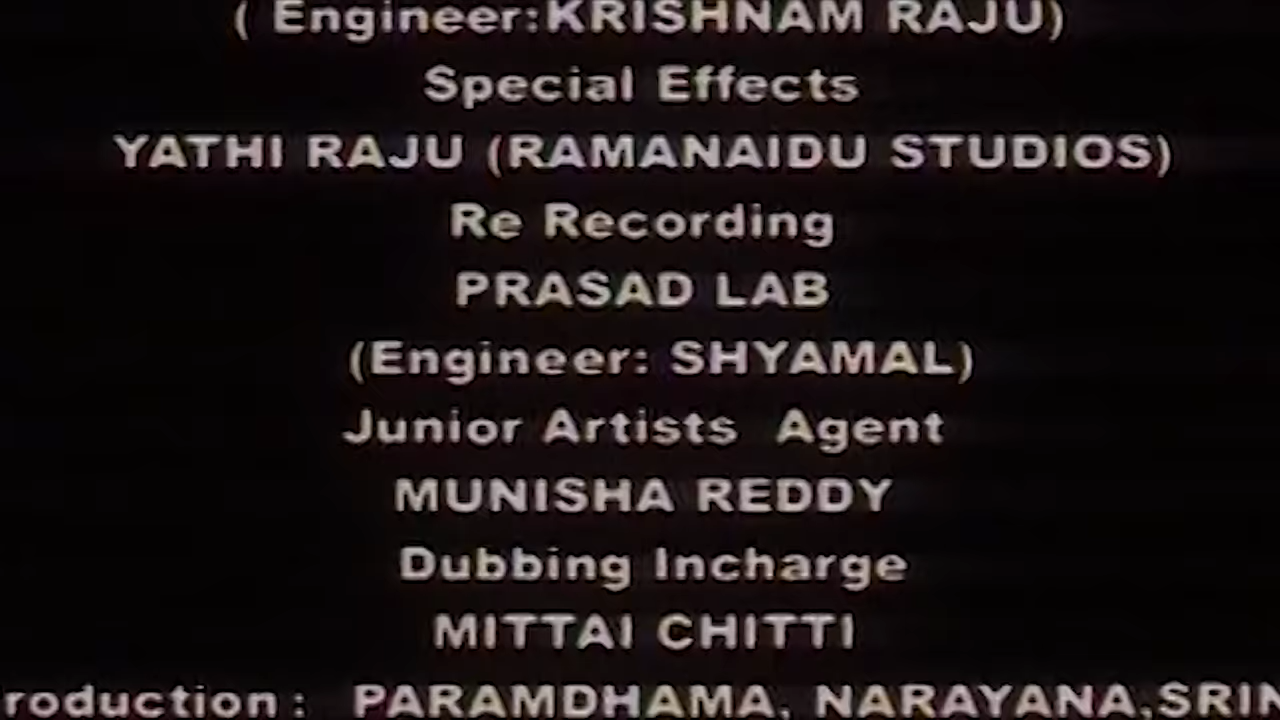 ( Engineer:KRISHNAM RAJU)
Special Effects
YATHI RAJU (RAMANAIDU STUDIOS)
Re Recording
PRASAD LAB
(Engineer: SHYAMAL)
Junior Artists Agent
MUNISHA REDDY
Dubbing Incharge
MITTAI CHITTI
roduction : PARAMDHAMA, NARAYANA,SRIN